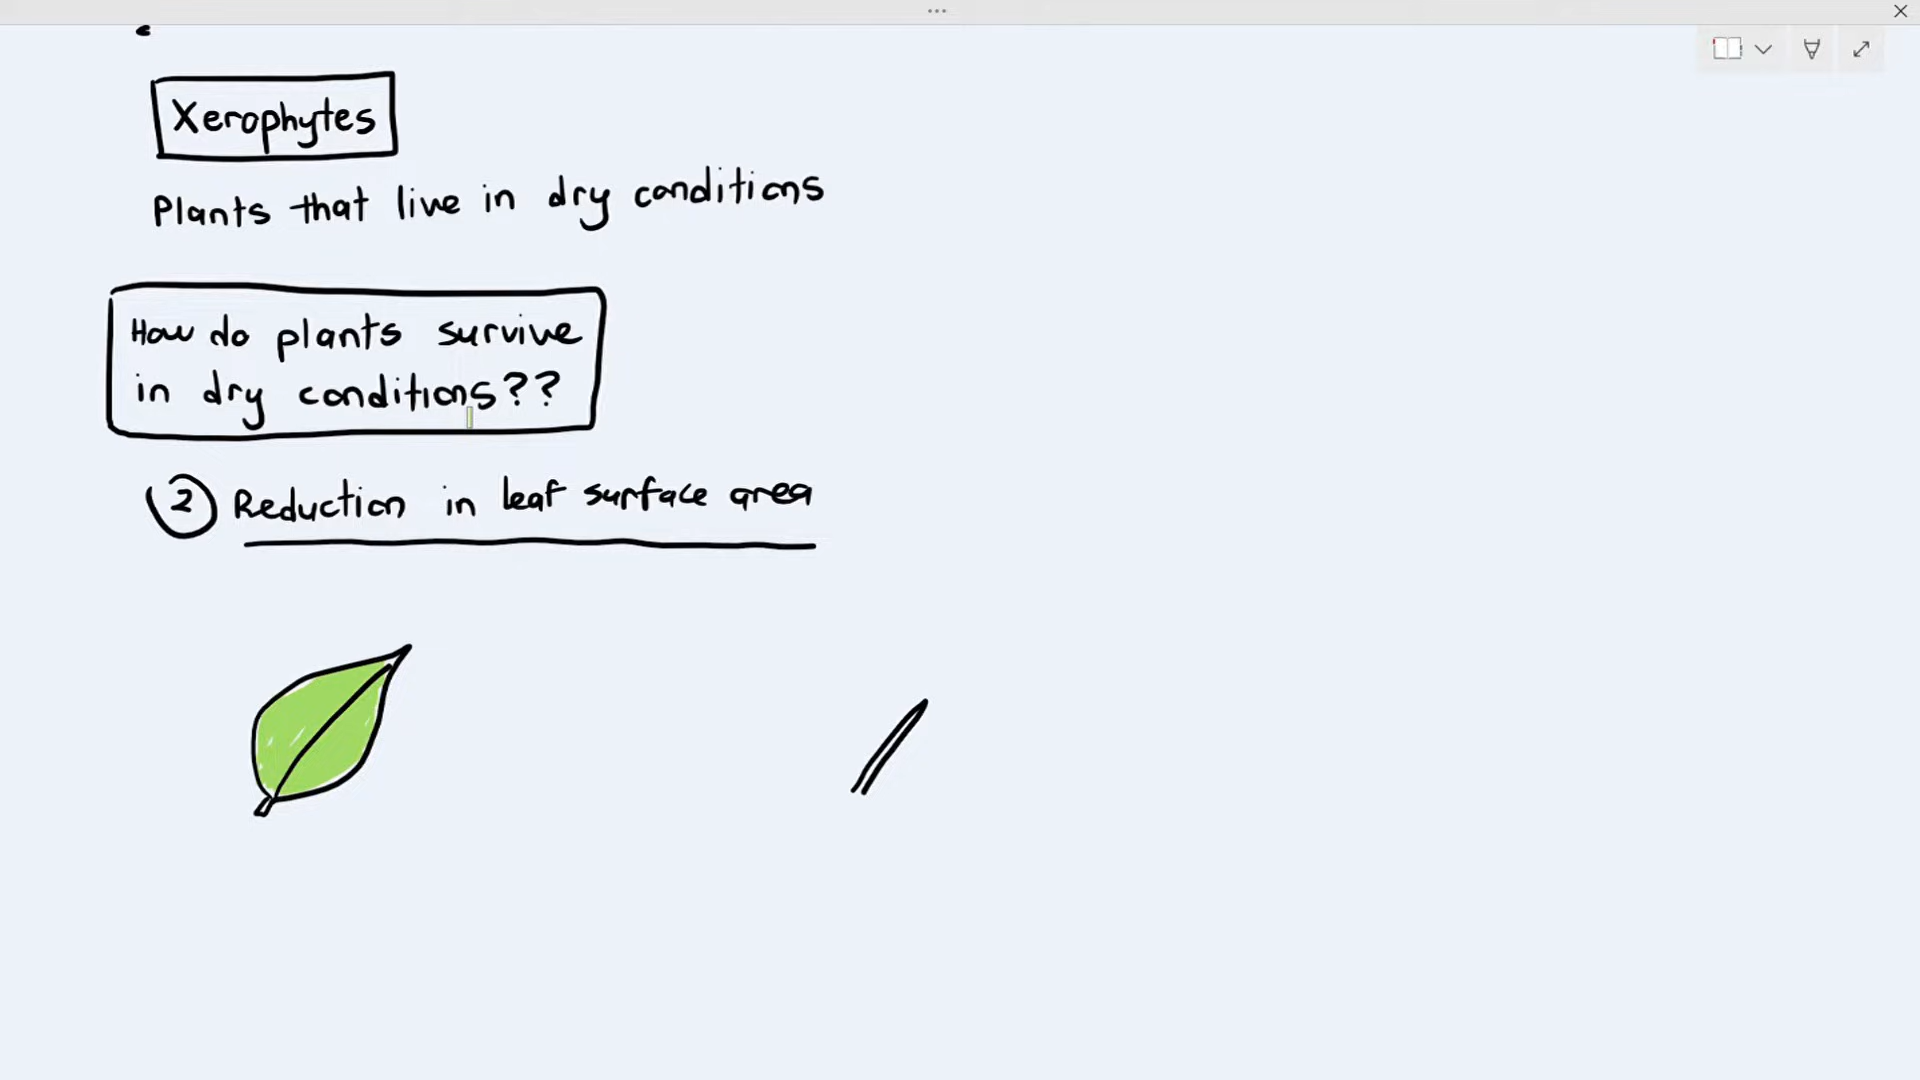 Xerophytes
Plants that live in dry conditions
How do plants survive
in dry conditions??
2 Reduction in leaf surface area